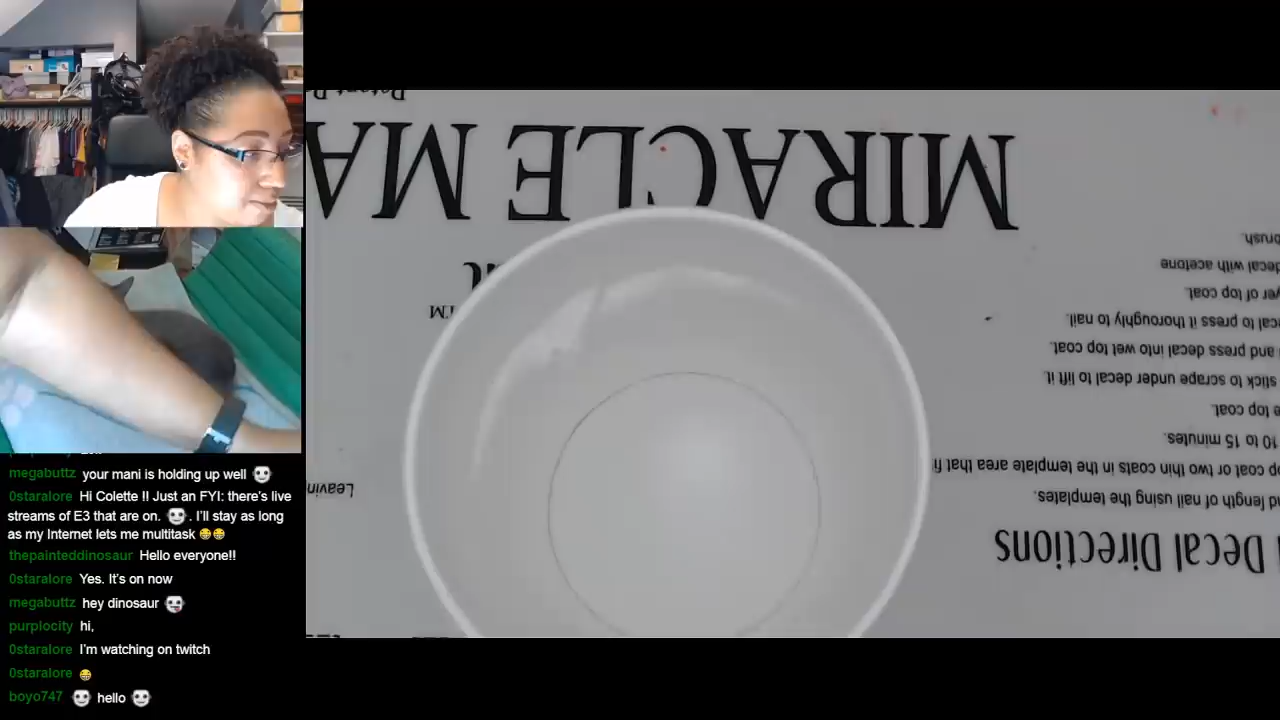 megabuttz your mani is holding up well
0staralore Hi Colette !! Just an FYI: there's live
streams of E3 that are on. . I'll stay as long
as my Internet lets me multitask 😁😁
thepainteddinosaur Hello everyone!!
0staralore Yes. It's on now
megabuttz hey dinosaur
purplocity hi,
0staralore I'm watching on twitch
0staralore 😁
boyo747 hello
Decal Directions
nd length of nail using the templates.
op coat or two thin coats in the template area that fi
10 to 15 minutes.
e top coat.
stick to scrape under decal to lift it.
and press decal into wet top coat.
cal to press it thoroughly to nail.
yer of top coat.
decal with acetone
brush.
Leavin
TM
MIRACLE MA